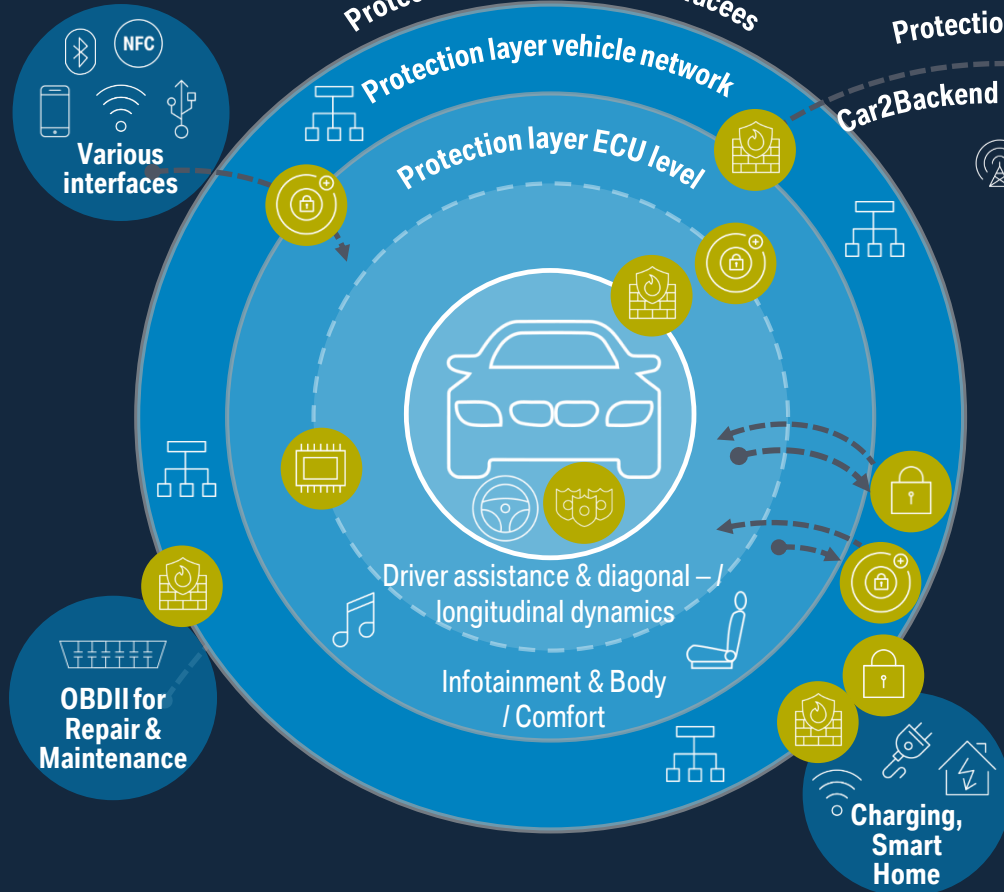 Protection
Protection layer vehicle network
Car2Backend
Protection layer ECU level
NFC
Various
interfaces
Driver assistance & diagonal – /
longitudinal dynamics
Infotainment & Body
/ Comfort
OBDII for
Repair &
Maintenance
Charging,
Smart
Home